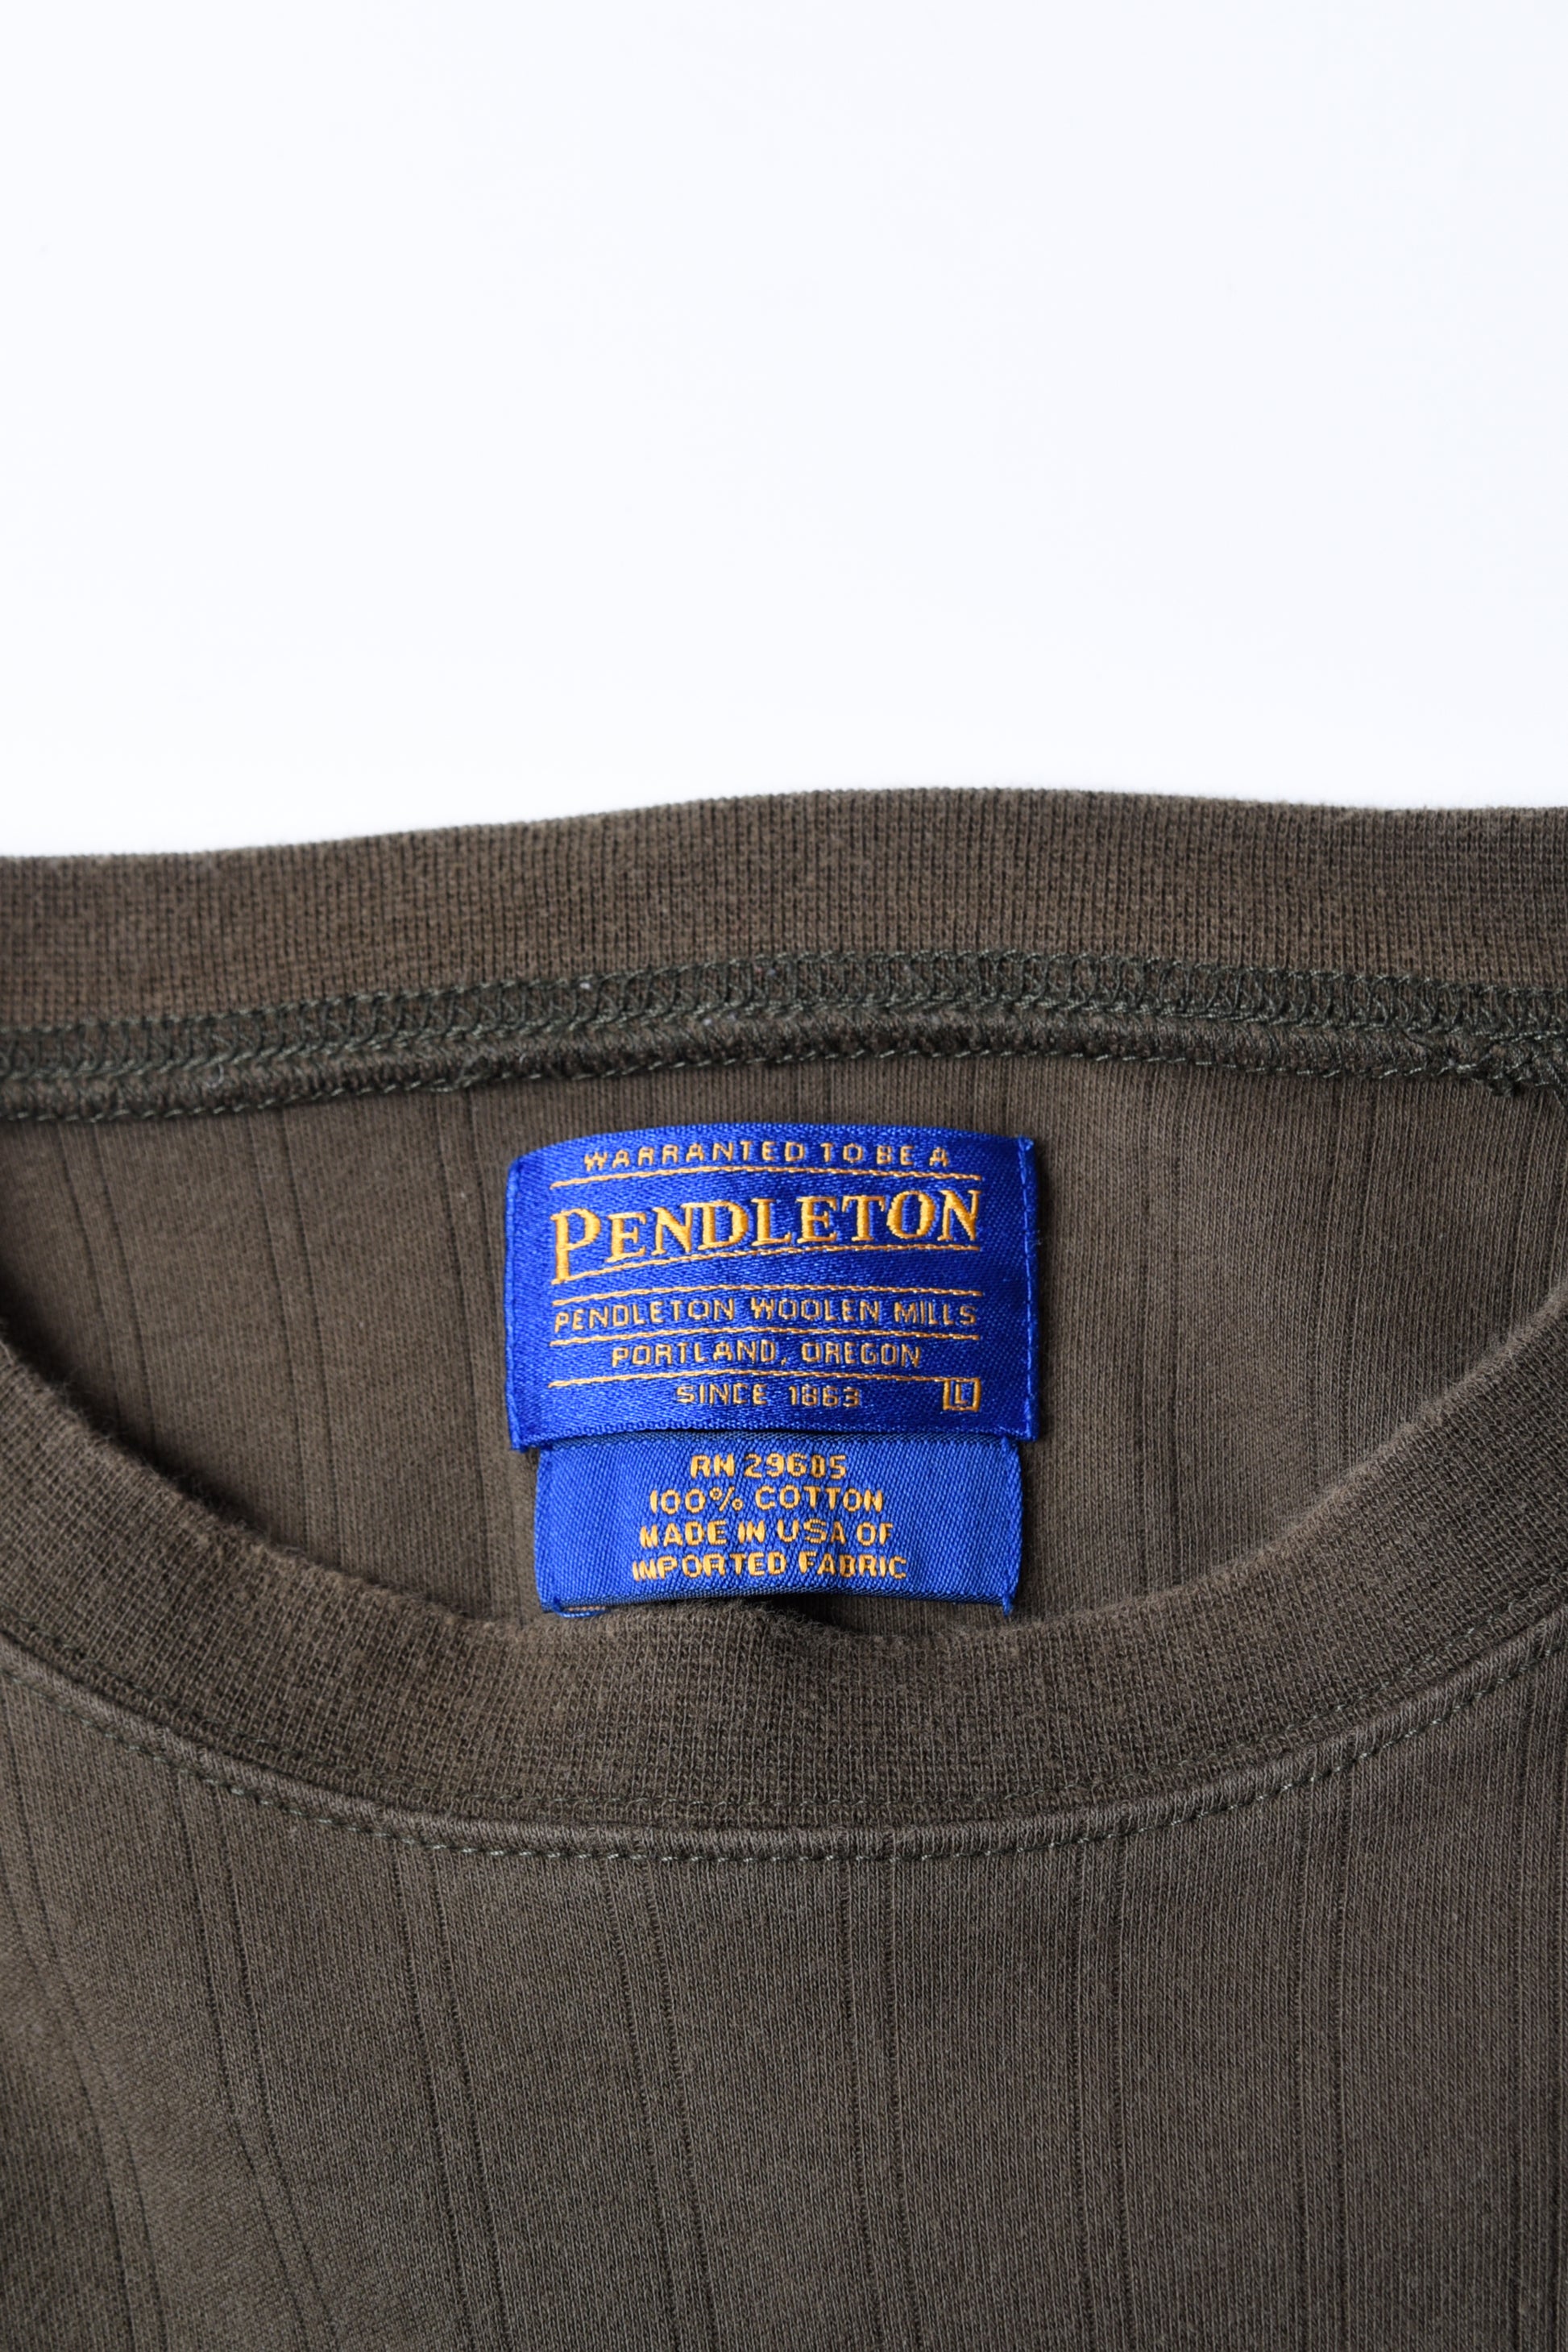 WARRANTED TO BE A
PENDLETON
PENDLETON WOOLEN MILLS
PORTLAND, OREGON
SINCE 1863 L
RN 29685
100% COTTON
MADE IN USA OF
IMPORTED FABRIC